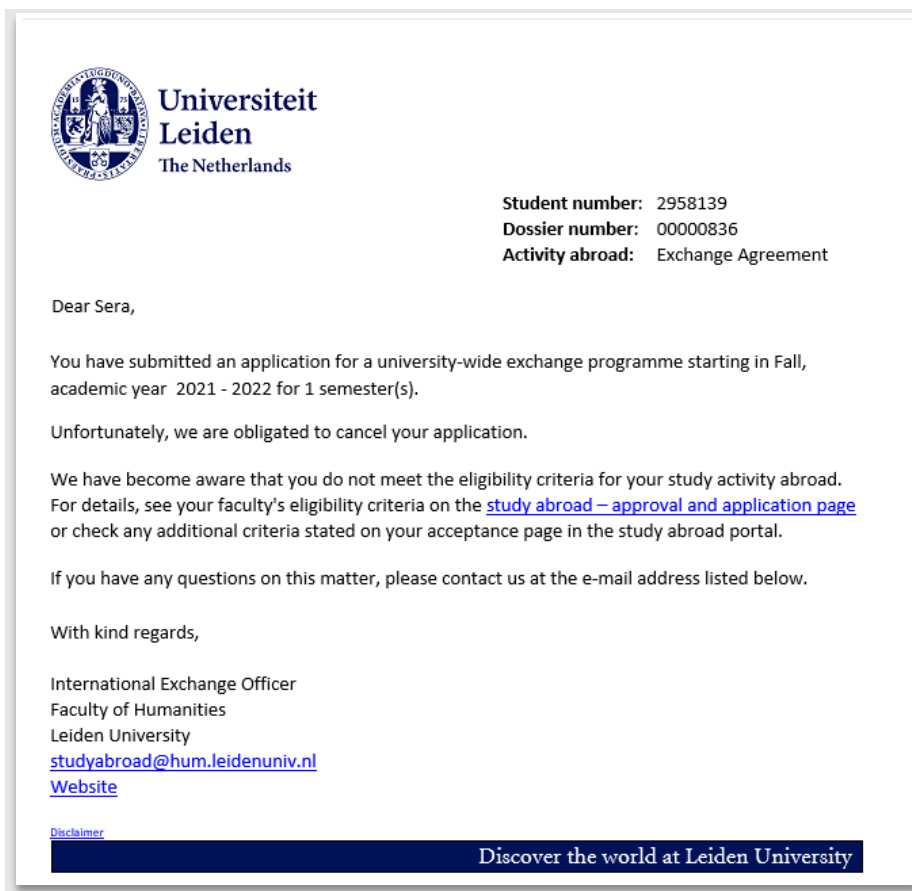 Universiteit
Leiden
The Netherlands
Student number: 2958139
Dossier number: 00000836
Activity abroad: Exchange Agreement
Dear Sera,
You have submitted an application for a university-wide exchange programme starting in Fall,
academic year 2021 - 2022 for 1 semester(s).
Unfortunately, we are obligated to cancel your application.
We have become aware that you do not meet the eligibility criteria for your study activity abroad.
For details, see your faculty's eligibility criteria on the study abroad – approval and application page
or check any additional criteria stated on your acceptance page in the study abroad portal.
If you have any questions on this matter, please contact us at the e-mail address listed below.
With kind regards,
International Exchange Officer
Faculty of Humanities
Leiden University
studyabroad@hum.leidenuniv.nl
Website
Disclaimer
Discover the world at Leiden University